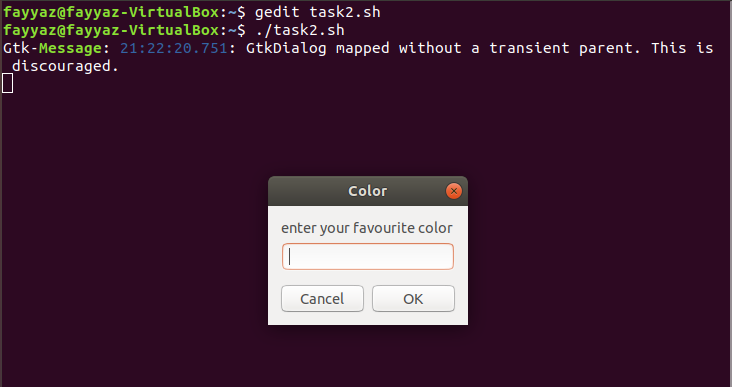 fayyaz@fayyaz-VirtualBox:~$ gedit task2.sh
fayyaz@fayyaz-VirtualBox:~$ ./task2.sh
Gtk-Message: 21:22:20.751: GtkDialog mapped without a transient parent. This is
 discouraged.
Color
enter your favourite color
Cancel OK